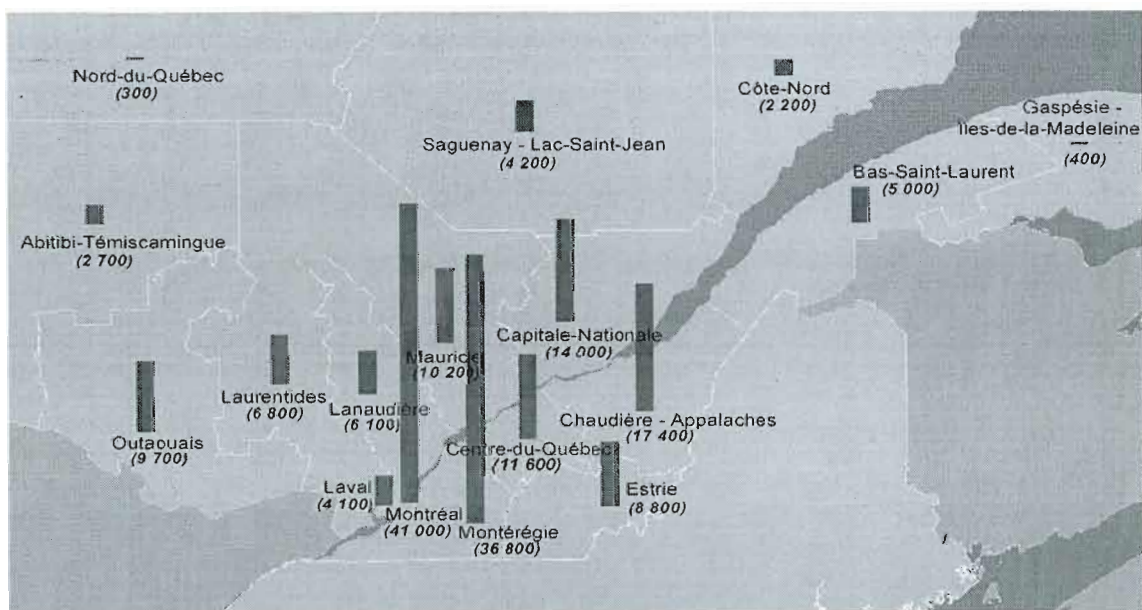 Nord-du-Québec
(300)
Côte-Nord
(2 200)
Gaspésie -
Îles-de-la-Madeleine
(400)
Saguenay - Lac-Saint-Jean
(4 200)
Bas-Saint-Laurent
(5 000)
Abitibi-Témiscamingue
(2 700)
Capitale-Nationale
(14 000)
Mauricie
(10 200)
Laurentides
(6 800)
Lanaudière
(6 100)
Chaudière - Appalaches
(17 400)
Outaouais
(9 700)
Centre-du-Québec
(11 600)
Laval
(4 100)
Estrie
(8 800)
Montréal
(41 000)
Montérégie
(36 800)